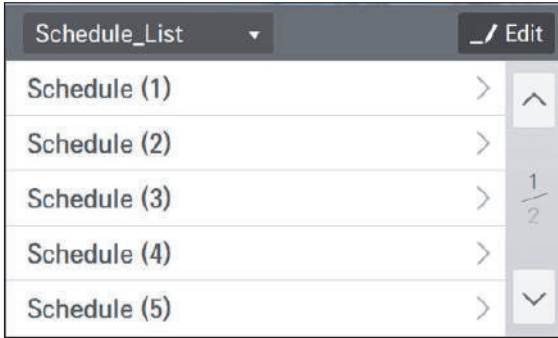 Schedule_List ▼ Edit
Schedule (1)
Schedule (2)
Schedule (3)
Schedule (4)
Schedule (5)
1
2